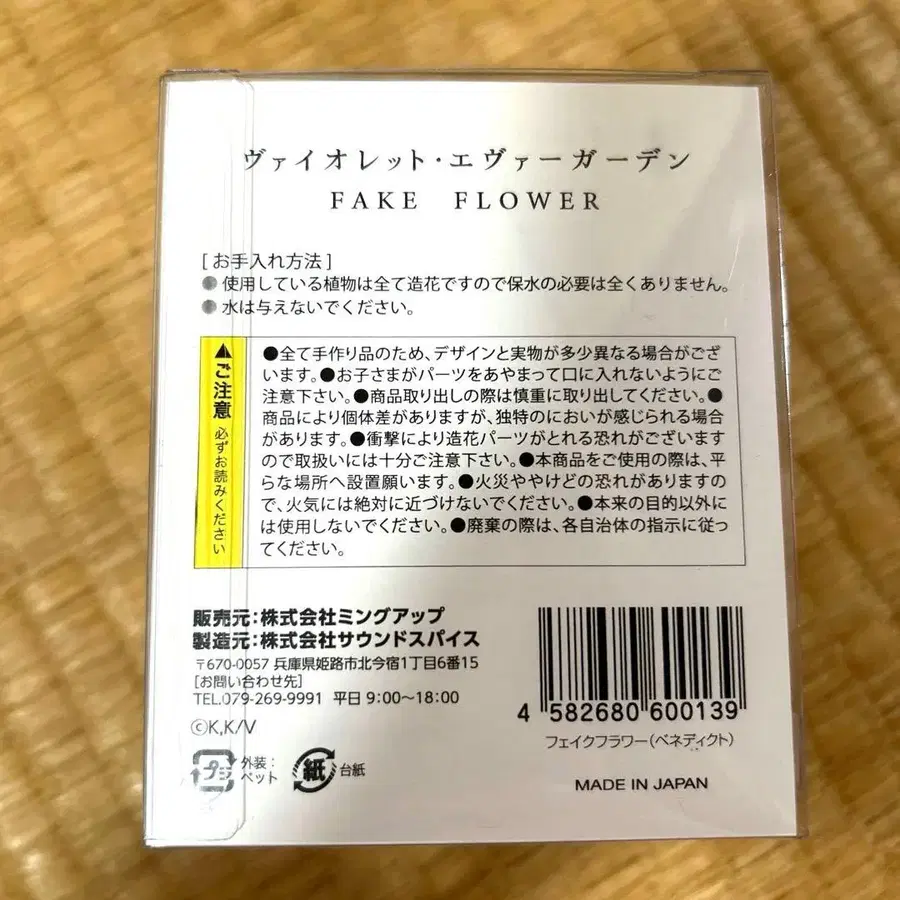 ヴァイオレット・エヴァーガーデン
FAKE FLOWER
[お手入れ方法]
●使用している植物は全て造花ですので保水の必要は全くありません。
●水は与えないでください。
▲ご注意 必ずお読みください
●全て手作り品のため、デザインと実物が多少異なる場合がござ
います。●お子さまがパーツをあやまって口に入れないようにご
注意下さい。●商品取り出しの際は慎重に取り出してください。●
商品により個体差がありますが、独特のにおいが感じられる場合
があります。●衝撃により造花パーツがとれる恐れがございます
ので取扱いには十分ご注意下さい。●本商品をご使用の際は、平
らな場所へ設置願います。●火災ややけどの恐れがありますの
で、火気には絶対に近づけないでください。●本来の目的以外に
は使用しないでください。●廃棄の際は、各自治体の指示に従っ
てください。
販売元:株式会社ミングアップ
製造元:株式会社サウンドスパイス
〒670-0057 兵庫県姫路市北今宿1丁目6番15
[お問い合わせ先]
TEL.079-269-9991 平日 9:00〜18:00
©K,K/V
プラ 外装:
ペット
紙 台紙
4 582680 600139
フェイクフラワー(ベネディクト)
MADE IN JAPAN